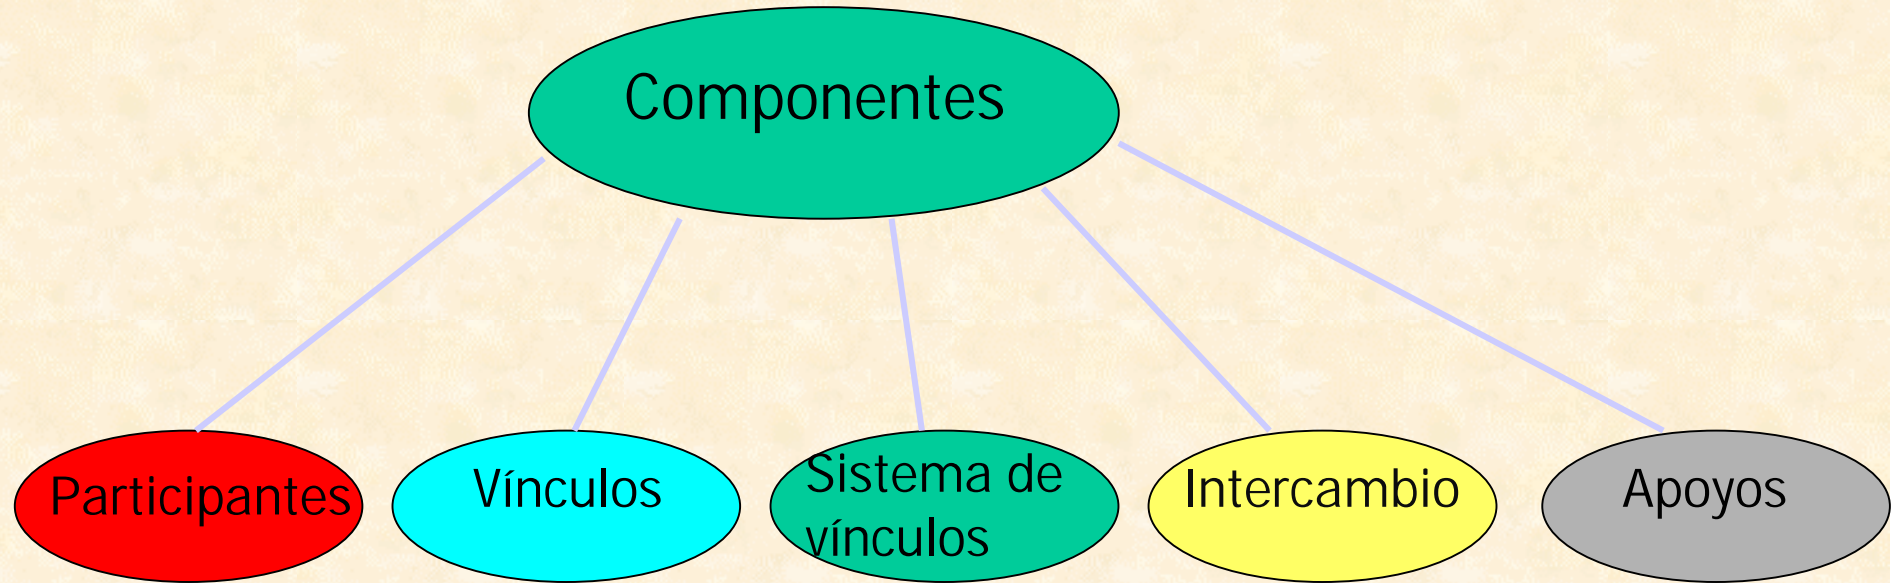 Componentes
Participantes
Vínculos
Sistema de
vínculos
Intercambio
Apoyos